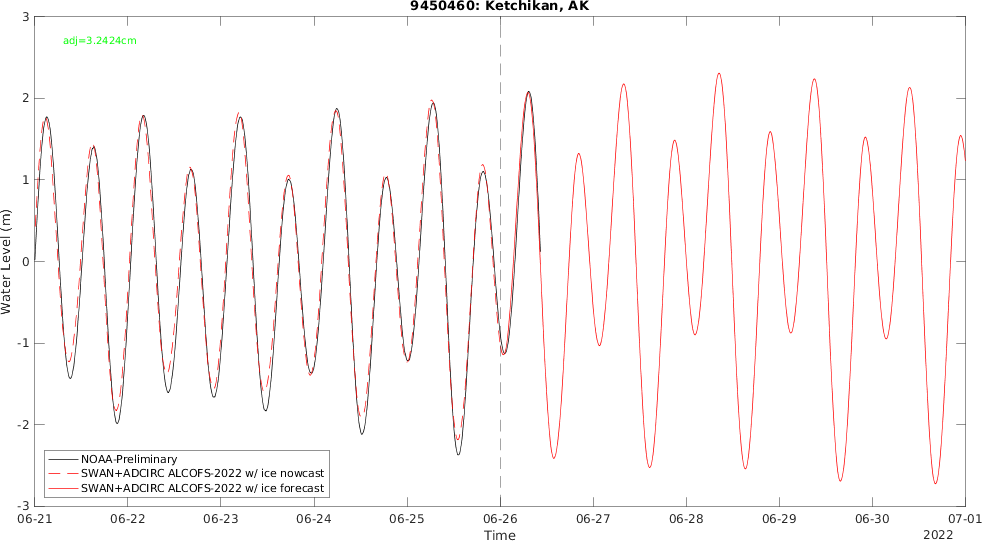 9450460: Ketchikan, AK
adj=3.2424cm
3
2
1
0
-1
-2
-3
Water Level (m)
NOAA-Preliminary
SWAN+ADCIRC ALCOFS-2022 w/ ice nowcast
SWAN+ADCIRC ALCOFS-2022 w/ ice forecast
06-21 06-22 06-23 06-24 06-25 06-26 06-27 06-28 06-29 06-30 07-01
Time
2022